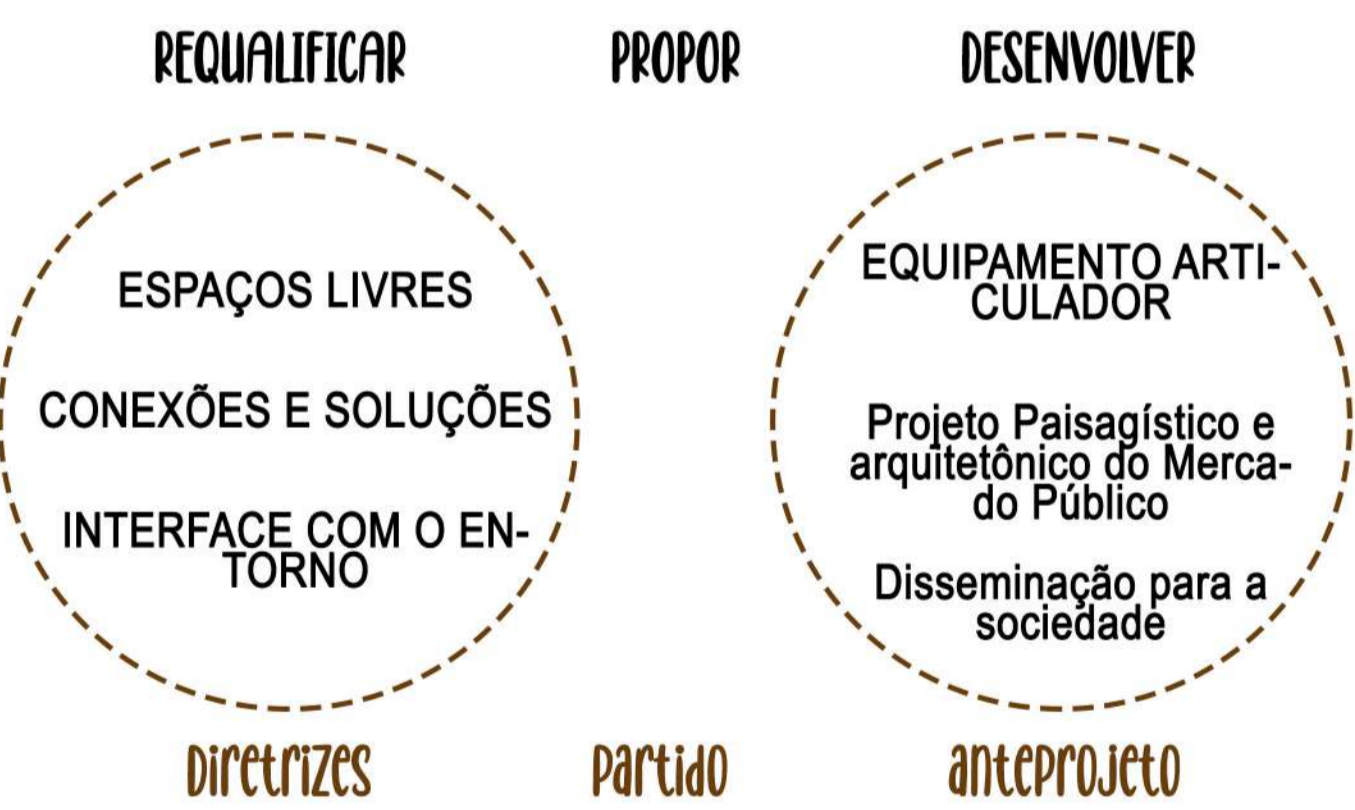 REQUALIFICAR
PROPOR
DESENVOLVER
ESPAÇOS LIVRES
CONEXÕES E SOLUÇÕES
INTERFACE COM O EN-
TORNO
EQUIPAMENTO ARTI-
CULADOR
Projeto Paisagístico e
arquitetônico do Merca-
do Público
Disseminação para a
sociedade
Diretrizes
Partido
anteprojeto